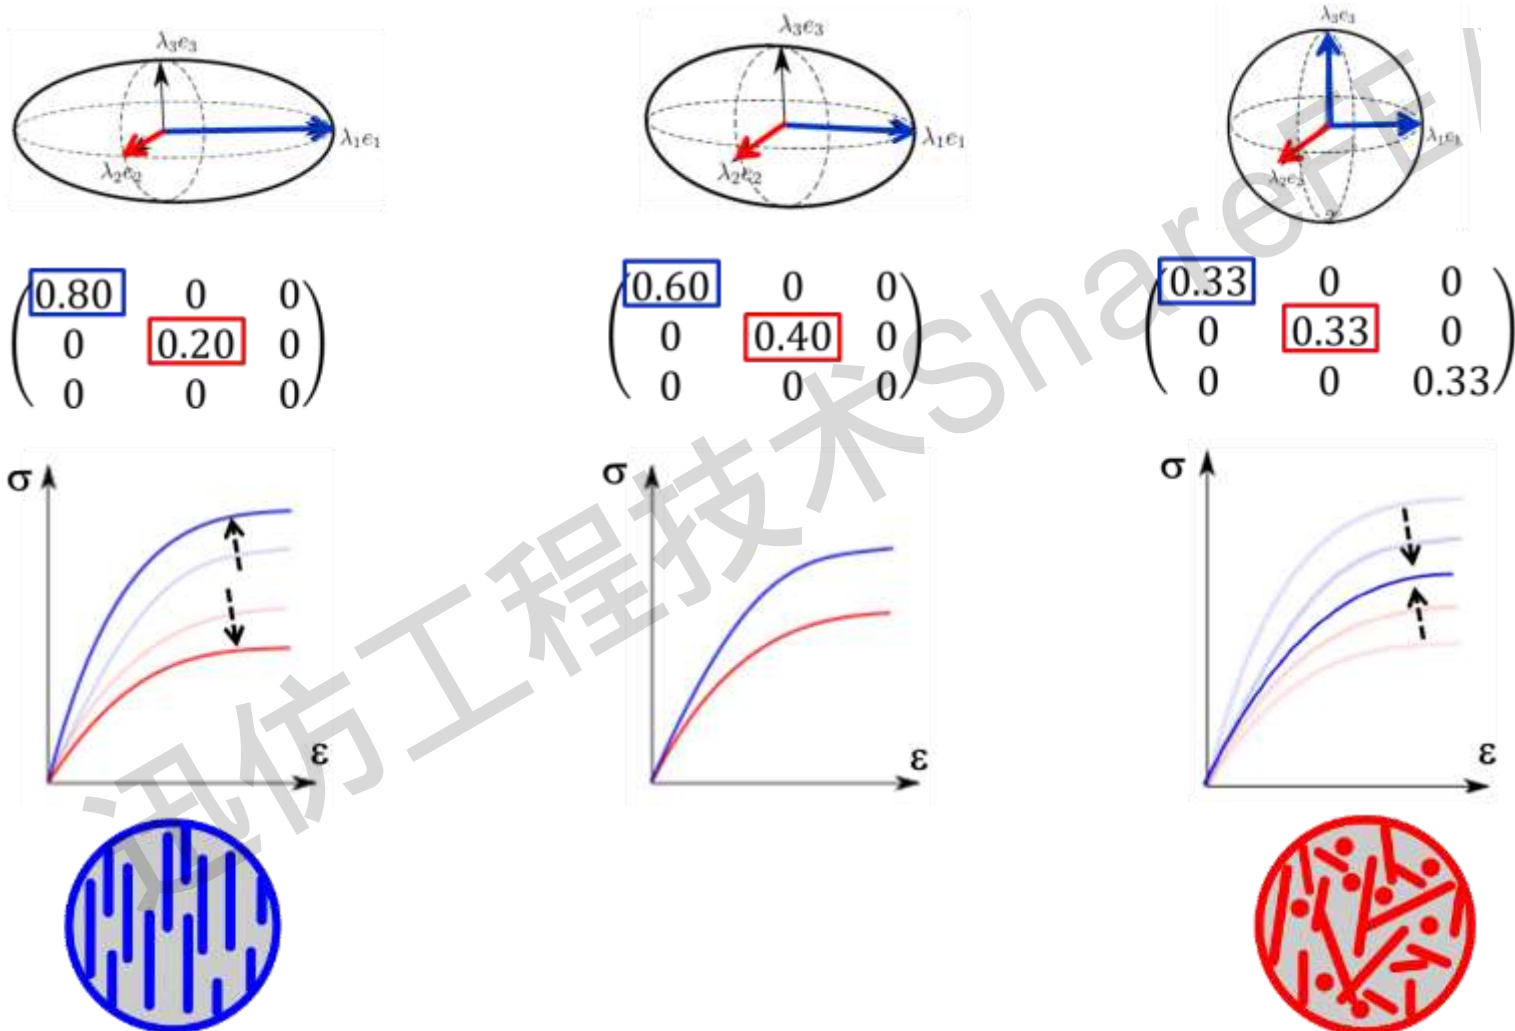 λ₃e₃
λ₁e₁
λ₂e₂
λ₃e₃
λ₁e₁
λ₂e₂
λ₃e₃
λ₁e₁
λ₂e₂
0.80 0 0
0 0.20 0
0 0 0
0.60 0 0
0 0.40 0
0 0 0
0.33 0 0
0 0.33 0
0 0 0.33
σ
ε
σ
ε
σ
ε
迅仿工程技术ShareFE